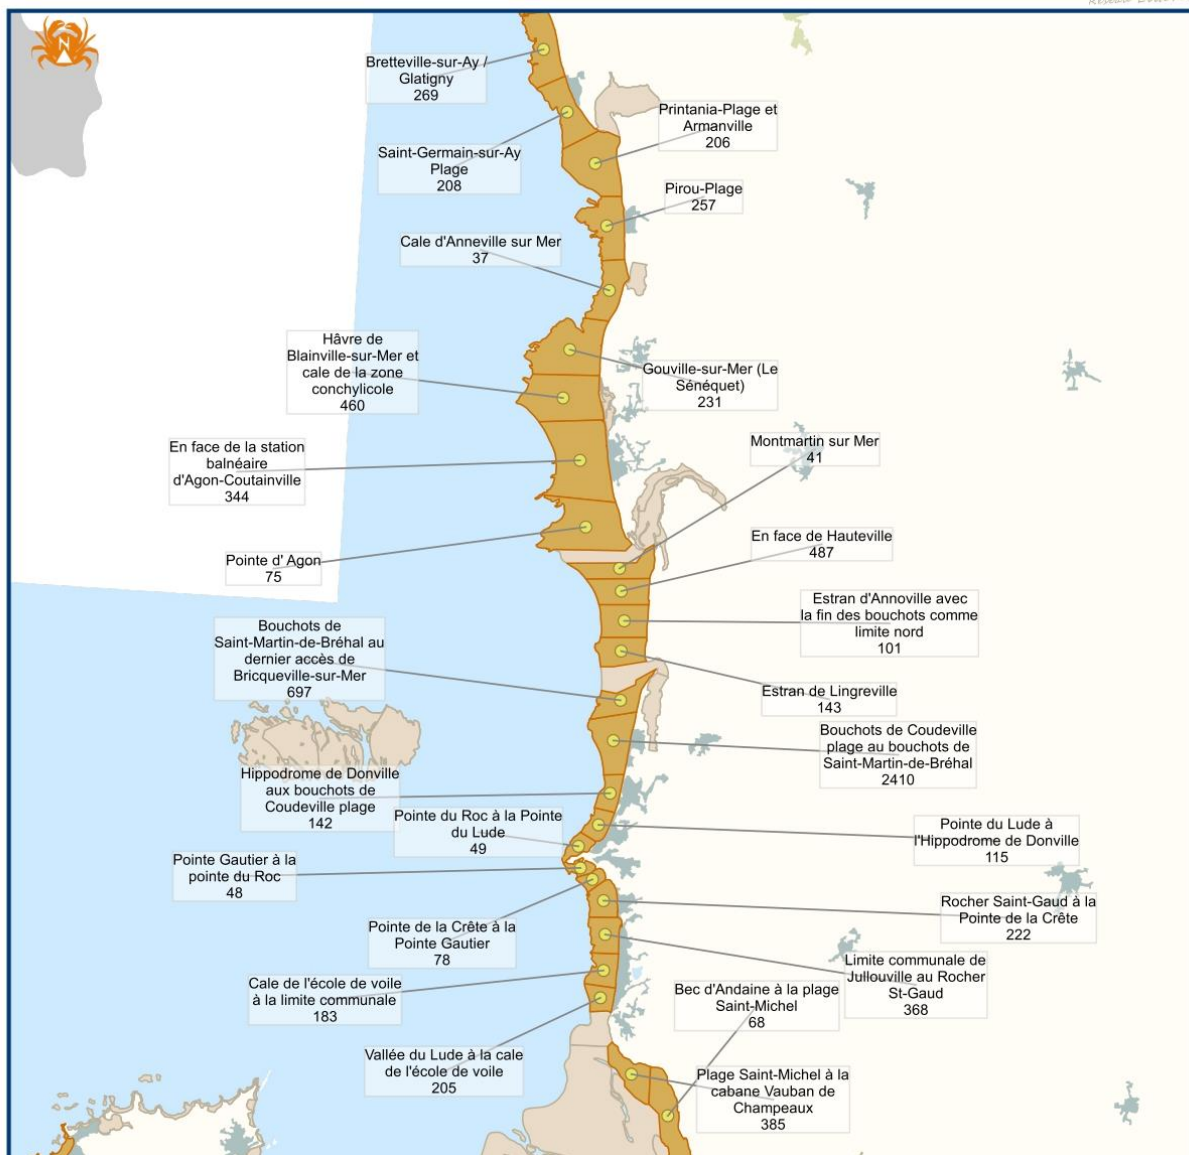 N
Bretteville-sur-Ay /
Glatigny
269
Printania-Plage et
Armanville
206
Saint-Germain-sur-Ay
Plage
208
Pirou-Plage
257
Cale d'Anneville sur Mer
37
Hâvre de
Blainville-sur-Mer et
cale de la zone
conchylicole
460
Gouville-sur-Mer (Le
Sénéquet)
231
En face de la station
balnéaire
d'Agon-Coutainville
344
Montmartin sur Mer
41
En face de Hauteville
487
Pointe d' Agon
75
Estran d'Annoville avec
la fin des bouchots comme
limite nord
101
Bouchots de
Saint-Martin-de-Bréhal au
dernier accès de
Bricqueville-sur-Mer
697
Estran de Lingreville
143
Bouchots de Coudeville
plage au bouchots de
Saint-Martin-de-Bréhal
2410
Hippodrome de Donville
aux bouchots de
Coudeville plage
142
Pointe du Roc à la Pointe
du Lude
49
Pointe du Lude à
l'Hippodrome de Donville
115
Pointe Gautier à la
pointe du Roc
48
Rocher Saint-Gaud à la
Pointe de la Crête
222
Pointe de la Crête à la
Pointe Gautier
78
Limite communale de
Jullouville au Rocher
St-Gaud
368
Cale de l'école de voile
à la limite communale
183
Bec d'Andaine à la plage
Saint-Michel
68
Vallée du Lude à la cale
de l'école de voile
205
Plage Saint-Michel à la
cabane Vauban de
Champeaux
385